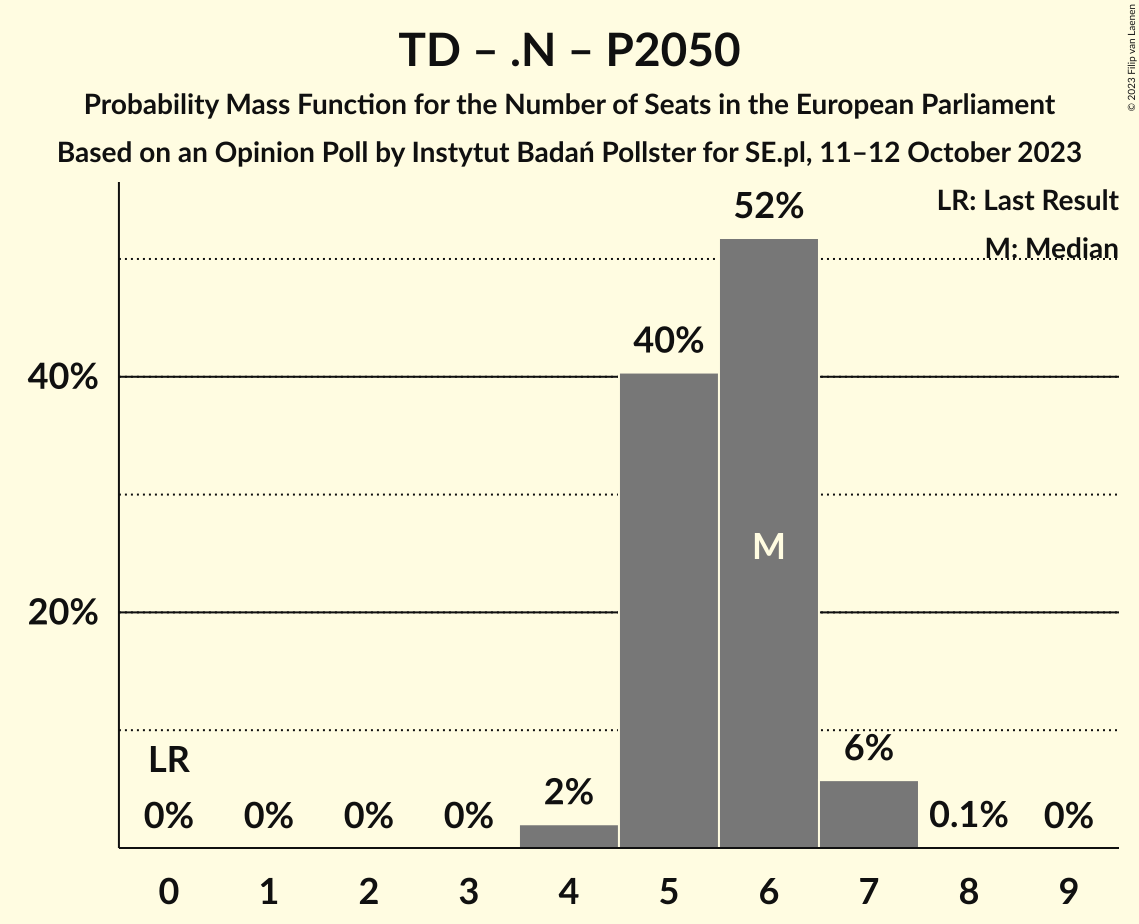 TD – .N – P2050
Probability Mass Function for the Number of Seats in the European Parliament
Based on an Opinion Poll by Instytut Badań Pollster for SE.pl, 11–12 October 2023
© 2023 Filip van Laenen
LR: Last Result
M: Median
52%
40%
40%
M
20%
LR
6%
2%
0% 0% 0% 0% 0.1% 0%
0 1 2 3 4 5 6 7 8 9